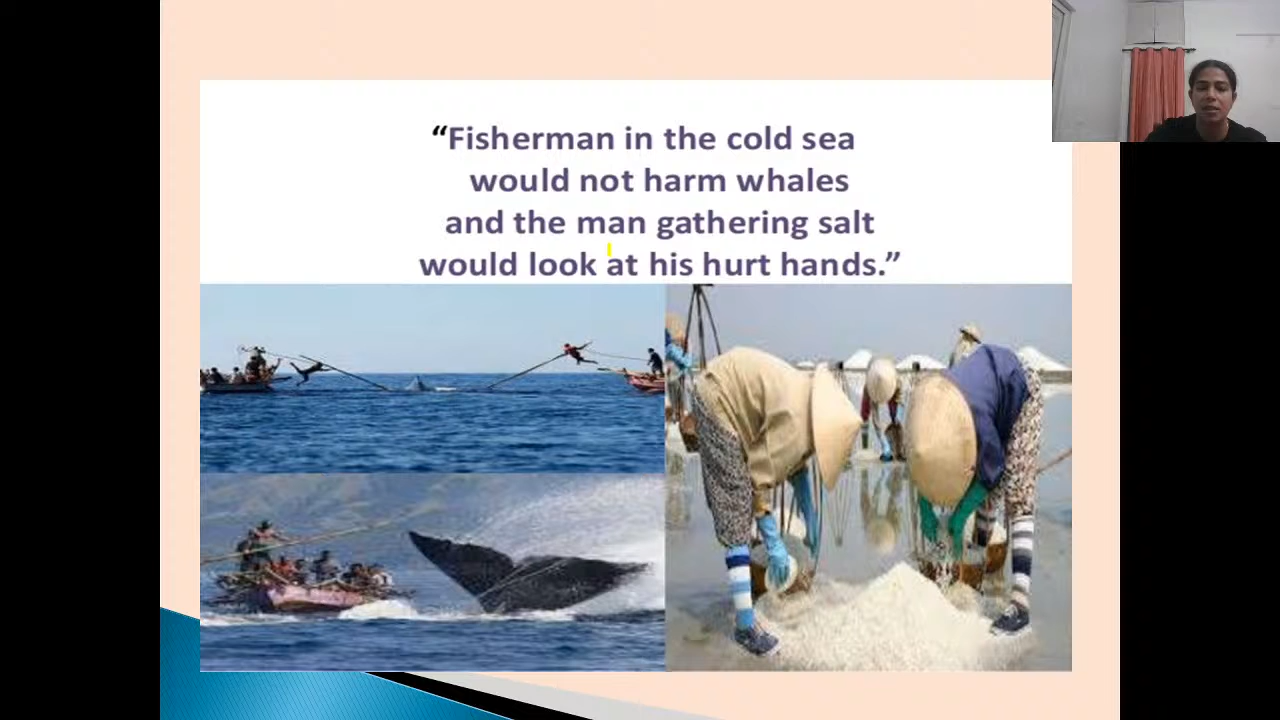 “Fisherman in the cold sea
would not harm whales
and the man gathering salt
would look at his hurt hands.”